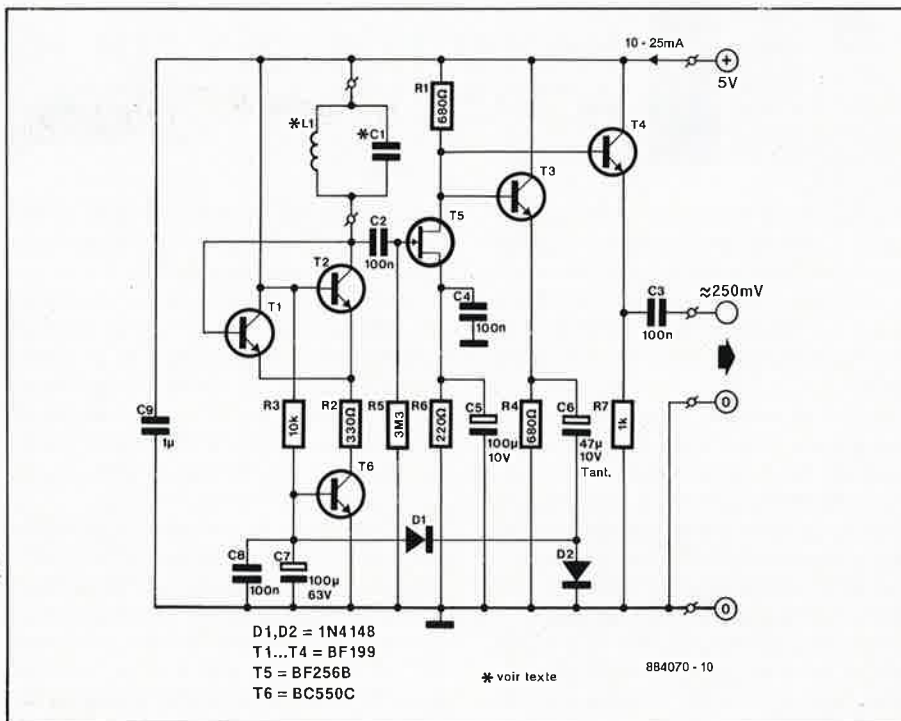 10 - 25mA
+
5V
R1
680Ω
T4
*L1
*C1
T3
T5
C2
100n
T2
≈250mV
C4
100n
C3
100n
T1
0
R3
10k
R2
330Ω
R5
3M3
R6
220Ω
C5
100µ
10V
R4
680Ω
C6
47µ
10V
Tant.
R7
1k
C9
1µ
T6
D1
D2
C8
100n
C7
100µ
63V
0
D1,D2 = 1N4148
T1...T4 = BF199
T5 = BF256B
T6 = BC550C
* voir texte
884070 - 10